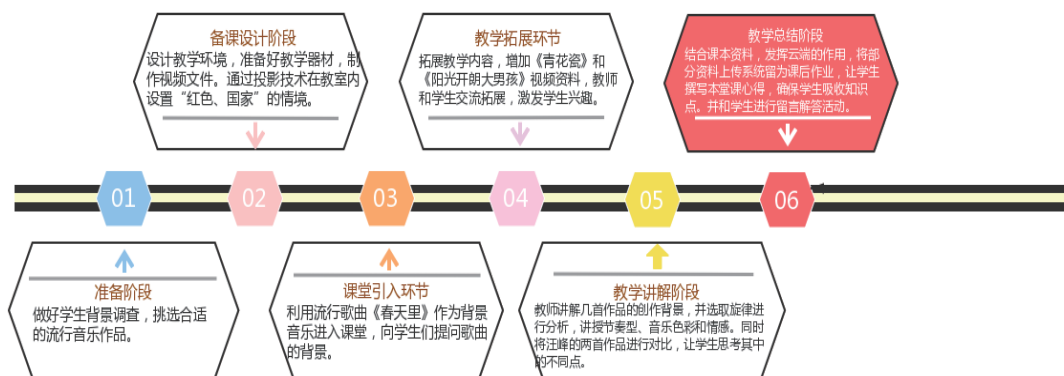 备课设计阶段
设计教学环境，准备好教学器材，制
作视频文件。通过投影技术在教室内
设置“红色、国家”的情境。
教学拓展环节
拓展教学内容，增加《青花瓷》和
《阳光开朗大男孩》视频资料，教师
和学生交流拓展，激发学生兴趣。
教学总结阶段
结合课本资料，发挥云端的作用，将部
分资料上传系统留为课后作业，让学生
撰写本堂课心得，确保学生吸收知识
点。并和学生进行留言解答活动。
01
02
03
04
05
06
准备阶段
做好学生背景调查，挑选合适
的流行音乐作品。
课堂引入环节
利用流行歌曲《春天里》作为背景
音乐进入课堂，向学生们提问歌曲
的背景。
教学讲解阶段
教师讲解几首作品的创作背景，并选取旋律进
行分析，讲授节奏型、音乐色彩和情感。同时
将汪峰的两首作品进行对比，让学生思考其中
的不同点。